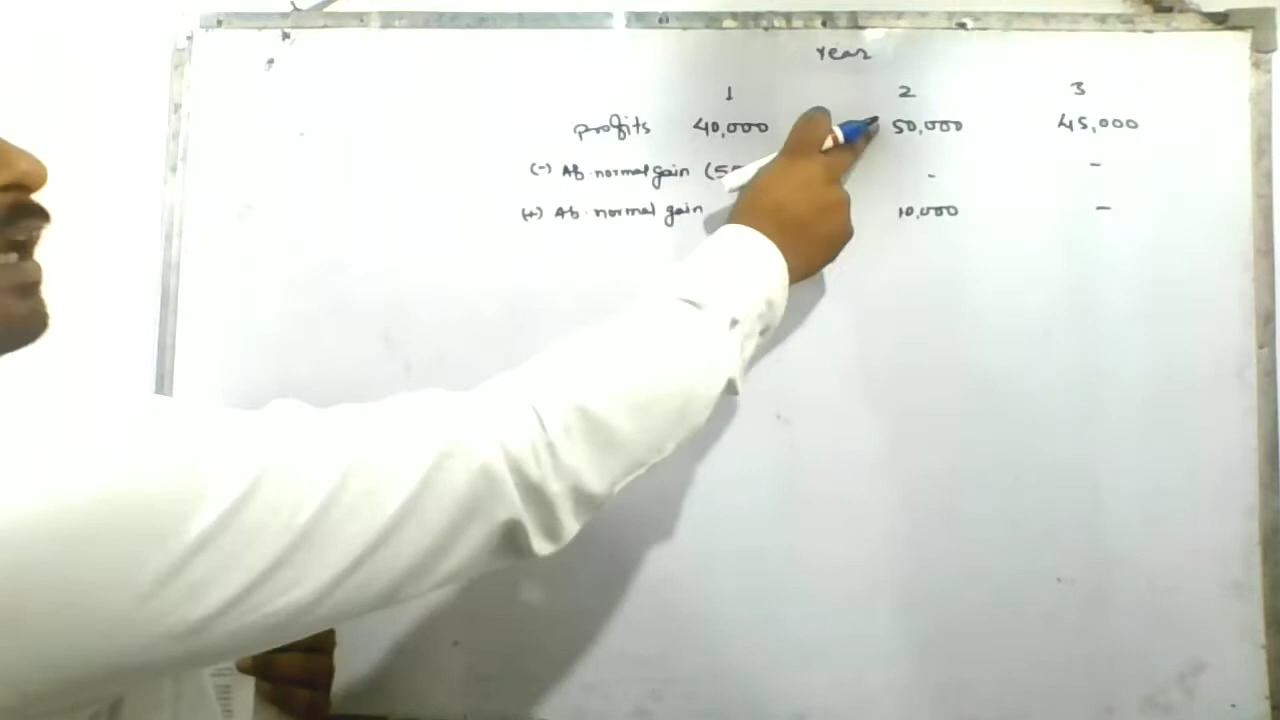 Year
1 2 3
profits 40,000 50,000 45,000
(-) Ab.normal gain - -
(+) Ab.normal gain 10,000 -